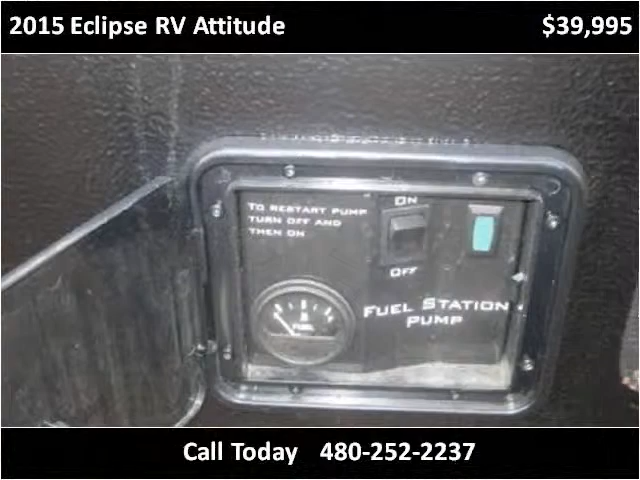 2015 Eclipse RV Attitude $39,995
TO RESTART PUMP
TURN OFF AND
THEN ON
ON
OFF
FUEL
FUEL STATION
PUMP
Call Today 480-252-2237